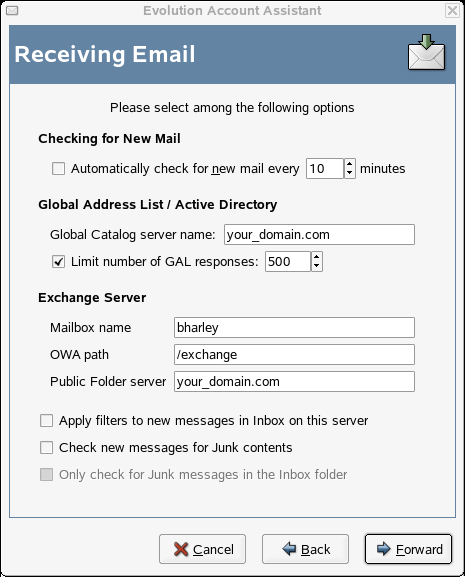 Evolution Account Assistant
Receiving Email
Please select among the following options
Checking for New Mail
Automatically check for new mail every 10 minutes
Global Address List / Active Directory
Global Catalog server name: your_domain.com
Limit number of GAL responses: 500
Exchange Server
Mailbox name bharley
OWA path /exchange
Public Folder server your_domain.com
Apply filters to new messages in Inbox on this server
Check new messages for Junk contents
Only check for Junk messages in the Inbox folder
Cancel Back Forward